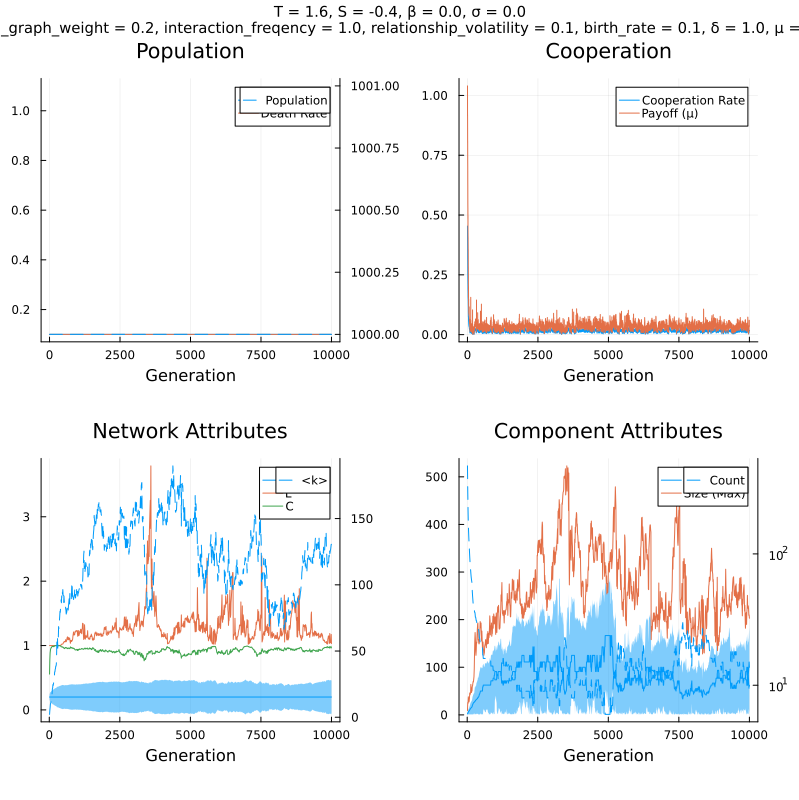 T = 1.6, S = -0.4, β = 0.0, σ = 0.0
_graph_weight = 0.2, interaction_freqency = 1.0, relationship_volatility = 0.1, birth_rate = 0.1, δ = 1.0, μ =
Population
Cooperation
1.0
0.8
0.6
0.4
0.2
1001.00
1000.75
1000.50
1000.25
1000.00
Population
Death Rate
0
2500
5000
7500
10000
Generation
1.00
0.75
0.50
0.25
0.00
Cooperation Rate
Payoff (μ)
0
2500
5000
7500
10000
Generation
Network Attributes
Component Attributes
3
2
1
0
150
100
50
0
<k>
C
0
2500
5000
7500
10000
Generation
500
400
300
200
100
0
10²
10¹
Count
Size (Max)
0
2500
5000
7500
10000
Generation